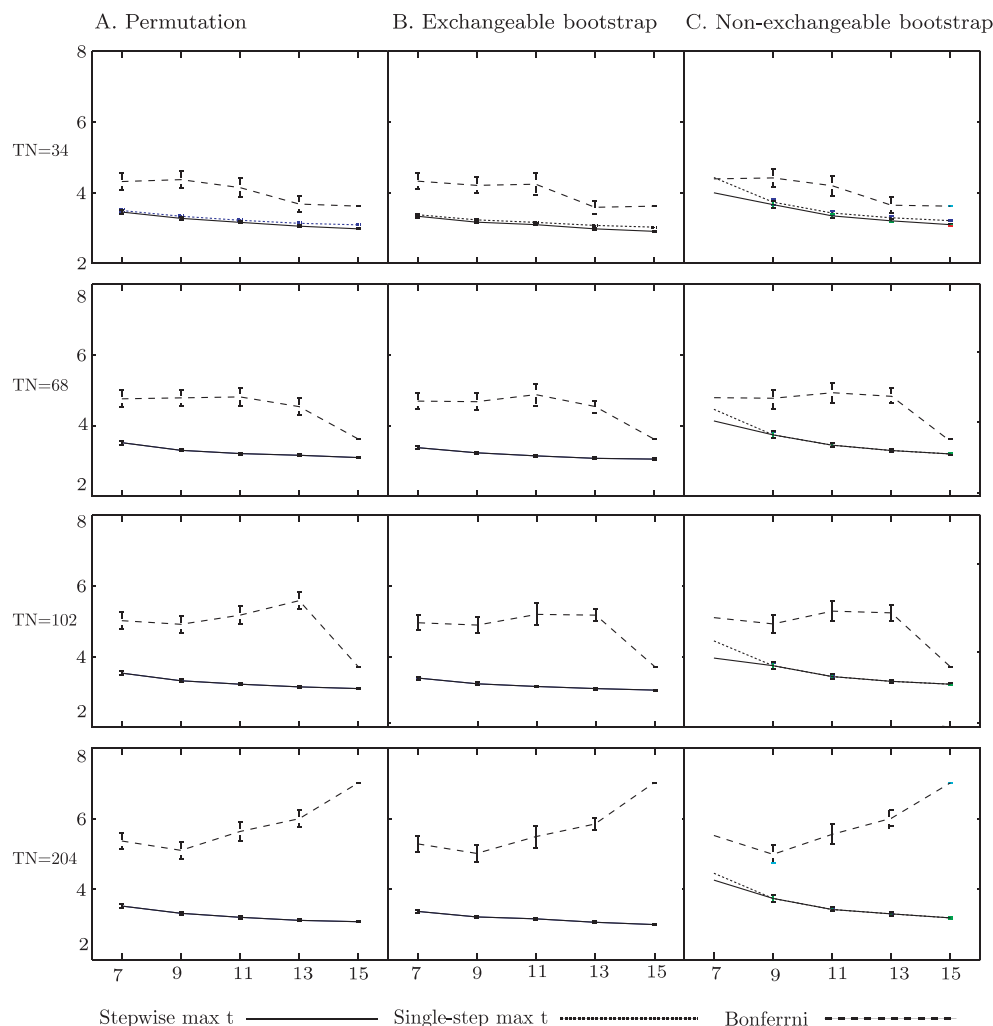 A. Permutation B. Exchangeable bootstrap C. Non-exchangeable bootstrap
8
6
TN=34
4
2
6
TN=68
4
2
8
6
TN=102
4
2
8
6
TN=204
4
2
7 9 11 13 15 7 9 11 13 15 7 9 11 13 15
Stepwise max t Single-step max t Bonferrni